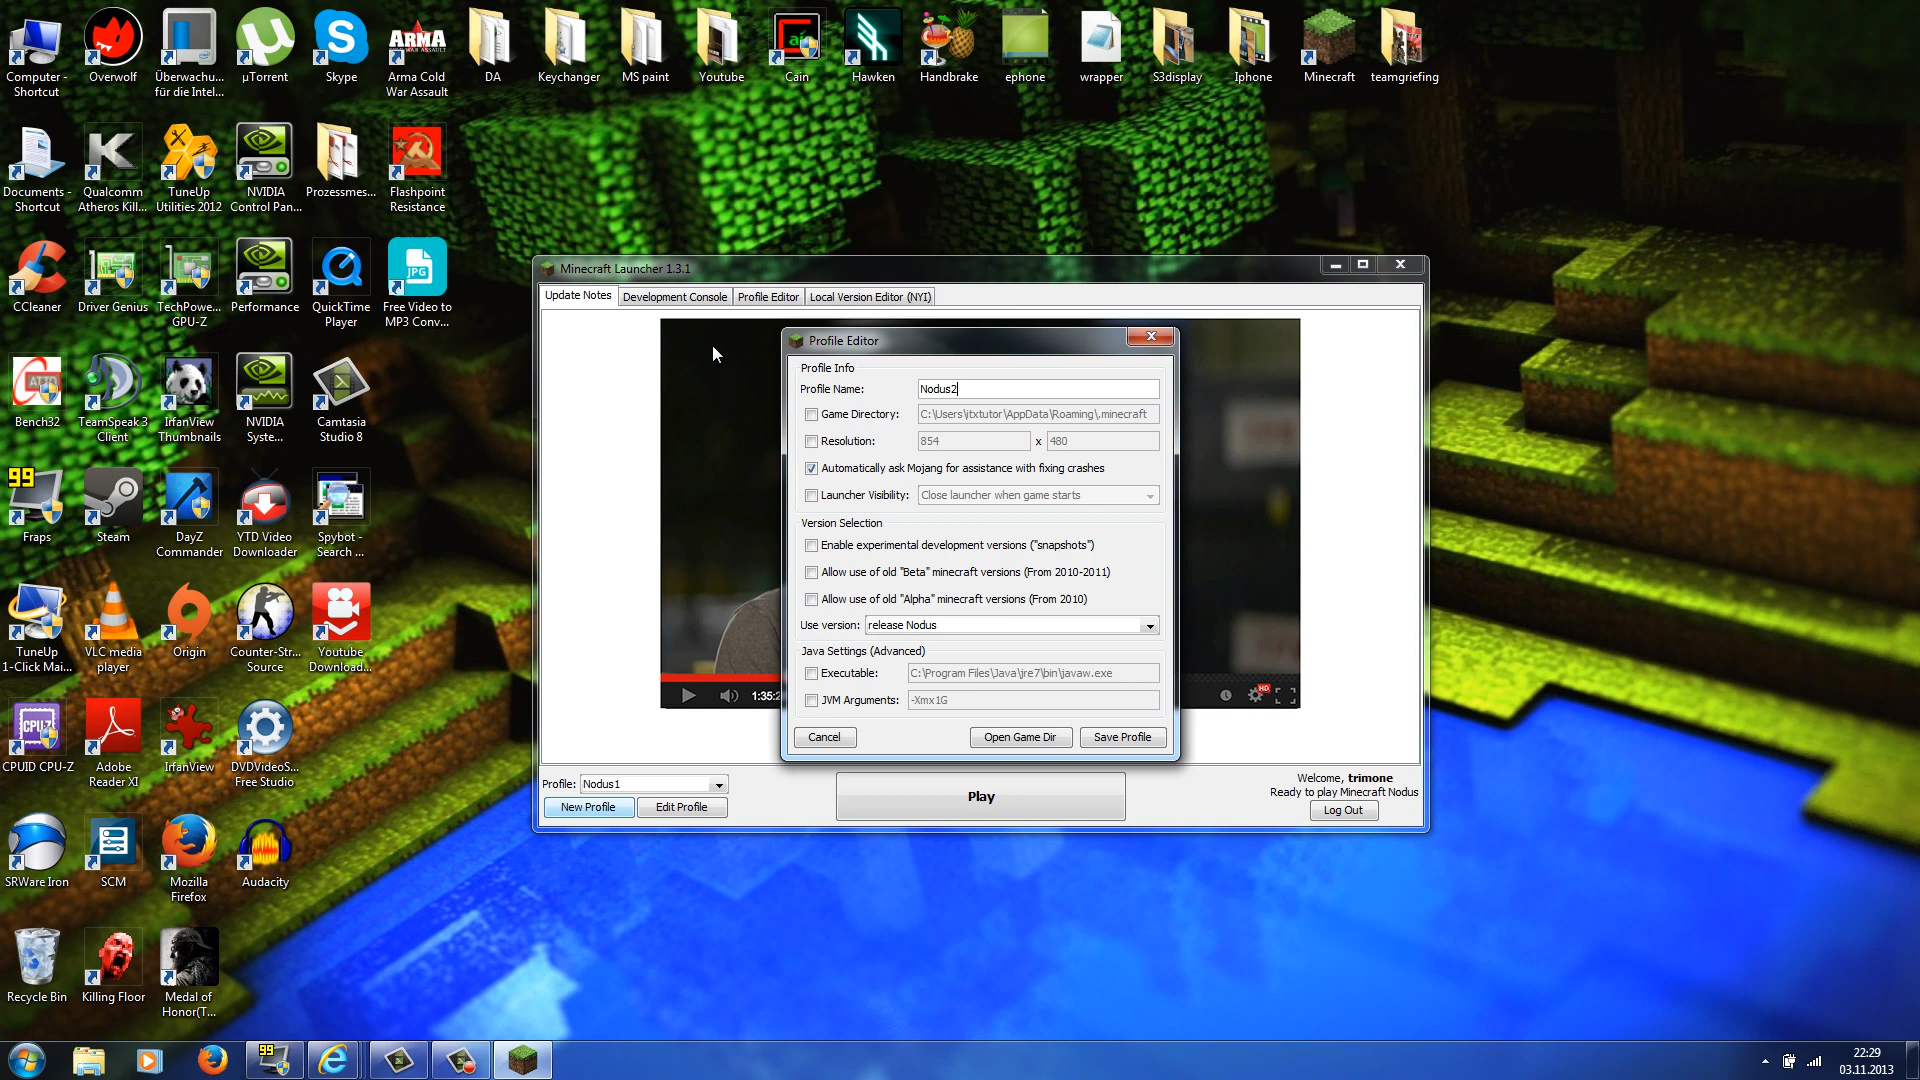 Computer -
Shortcut
Overwolf
Überwachu...
für die Intel...
µTorrent
Skype
ARMA
Arma Cold
War Assault
DA
Keychanger
MS paint
Youtube
Cain
Hawken
Handbrake
ephone
wrapper
S3display
Iphone
Minecraft
teamgriefing
Documents -
Shortcut
Qualcomm
Atheros Kill...
TuneUp
Utilities 2012
NVIDIA
Control Pan...
Prozessmes...
Flashpoint
Resistance
CCleaner
Driver Genius
TechPowe...
GPU-Z
Performance
QuickTime
Player
JPG
Free Video to
MP3 Conv...
ATTO
Bench32
TeamSpeak 3
Client
IrfanView
Thumbnails
NVIDIA
Syste...
Camtasia
Studio 8
99
Fraps
Steam
DayZ
Commander
YTD Video
Downloader
Spybot -
Search ...
TuneUp
1-Click Mai...
VLC media
player
Origin
Counter-Str...
Source
Youtube
Download...
CPU-Z
CPUID CPU-Z
Adobe
Reader XI
IrfanView
DVDVideoS...
Free Studio
SRWare Iron
SCM
Mozilla
Firefox
Audacity
Recycle Bin
Killing Floor
Medal of
Honor(T...
Minecraft Launcher 1.3.1
Update Notes
Development Console
Profile Editor
Local Version Editor (NYI)
Profile Editor
Profile Info
Profile Name:
Nodus2
Game Directory:
C:\Users\itxtutor\AppData\Roaming\.minecraft
Resolution:
854
x
480
Automatically ask Mojang for assistance with fixing crashes
Launcher Visibility:
Close launcher when game starts
Version Selection
Enable experimental development versions ("snapshots")
Allow use of old "Beta" minecraft versions (From 2010-2011)
Allow use of old "Alpha" minecraft versions (From 2010)
Use version:
release Nodus
Java Settings (Advanced)
Executable:
C:\Program Files\Java\jre7\bin\javaw.exe
JVM Arguments:
-Xmx1G
Cancel
Open Game Dir
Save Profile
1:35:2
HD
Profile:
Nodus1
New Profile
Edit Profile
Play
Welcome, trimone
Ready to play Minecraft Nodus
Log Out
99
22:29
03.11.2013